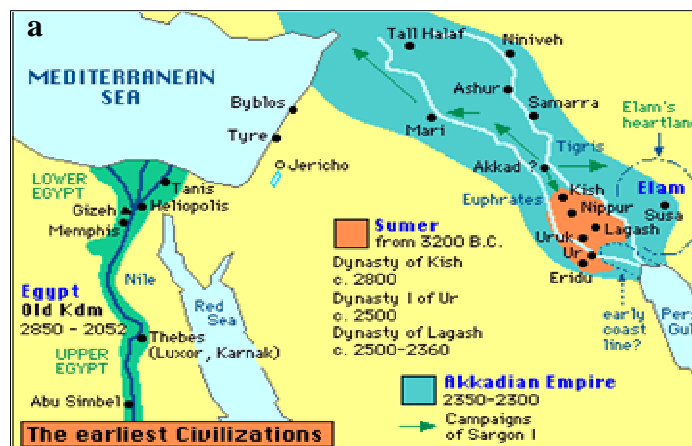 a
MEDITERRANEAN
SEA
Tall Halaf
Niniveh
Ashur
Samarra
Byblos
Tyre
Jericho
Mari
Akkad ?
Tigris
Euphrates
Elam's
heartland
Elam
Susa
Kish
Nippur
Lagash
Uruk
Ur
Eridu
early
coast
line?
Pers
Gul
LOWER
EGYPT
Tanis
Heliopolis
Gizeh
Memphis
Nile
Egypt
Old Kdm
2850 - 2052
Red
Sea
Thebes
(Luxor, Karnak)
UPPER
EGYPT
Abu Simbel
Sumer
from 3200 B.C.
Dynasty of Kish
c. 2800
Dynasty I of Ur
c. 2500
Dynasty of Lagash
c. 2500-2360
Akkadian Empire
2350-2300
Campaigns
of Sargon I
The earliest Civilizations